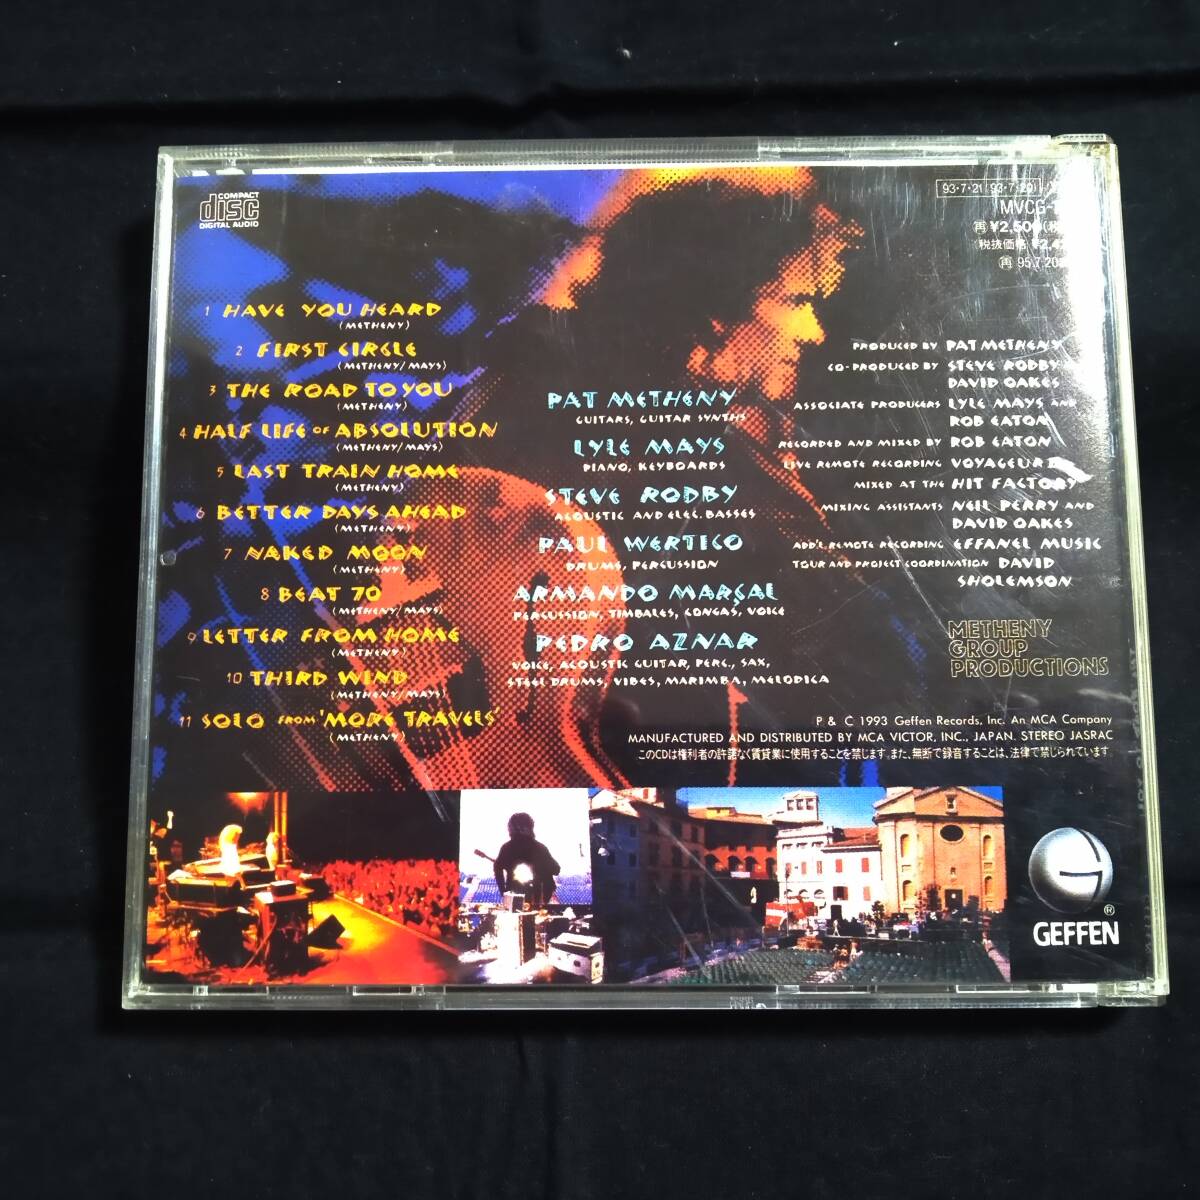 COMPACT
disc
DIGITAL AUDIO
93・7・21
93・7・20
MVCG-
再 ¥2,500
税抜価格
再 95.7.20
1 HAVE YOU HEARD
(METHENY)
2 FIRST CIRCLE
(METHENY/MAYS)
3 THE ROAD TO YOU
(METHENY)
4 HALF LIFE OF ABSOLUTION
(METHENY/MAYS)
5 LAST TRAIN HOME
(METHENY)
6 BETTER DAYS AHEAD
(METHENY)
7 NAKED MOON
(METHENY)
8 BEAT 70
(METHENY/MAYS)
9 LETTER FROM HOME
(METHENY)
10 THIRD WIND
(METHENY/MAYS)
11 SOLO FROM 'MORE TRAVELS'
(METHENY)
PAT METHENY
GUITARS, GUITAR SYNTHS
LYLE MAYS
PIANO, KEYBOARDS
STEVE RODBY
ACOUSTIC AND ELEC. BASSES
PAUL WERTICO
DRUMS, PERCUSSION
ARMANDO MARÇAL
PERCUSSION, TIMBALES, CONGAS, VOICE
PEDRO AZNAR
VOICE, ACOUSTIC GUITAR, PERC., SAX,
STEEL DRUMS, VIBES, MARIMBA, MELODICA
PRODUCED BY PAT METHENY
CO-PRODUCED BY STEVE RODBY
DAVID OAKES
ASSOCIATE PRODUCERS LYLE MAYS AND
ROB EATON
RECORDED AND MIXED BY ROB EATON
LIVE REMOTE RECORDING VOYAGEUR
MIXED AT THE HIT FACTORY
MIXING ASSISTANTS NEIL PERRY AND
DAVID OAKES
ADD'L REMOTE RECORDING EFFANEL MUSIC
TOUR AND PROJECT COORDINATION DAVID
SHOLEMSON
METHENY
GROUP
PRODUCTIONS
P & C 1993 Geffen Records, Inc. An MCA Company
MANUFACTURED AND DISTRIBUTED BY MCA VICTOR, INC., JAPAN. STEREO JASRAC
このCDは権利者の許諾なく賃貸業に使用することを禁じます。また、無断で録音することは、法律で禁じられています。
GEFFEN